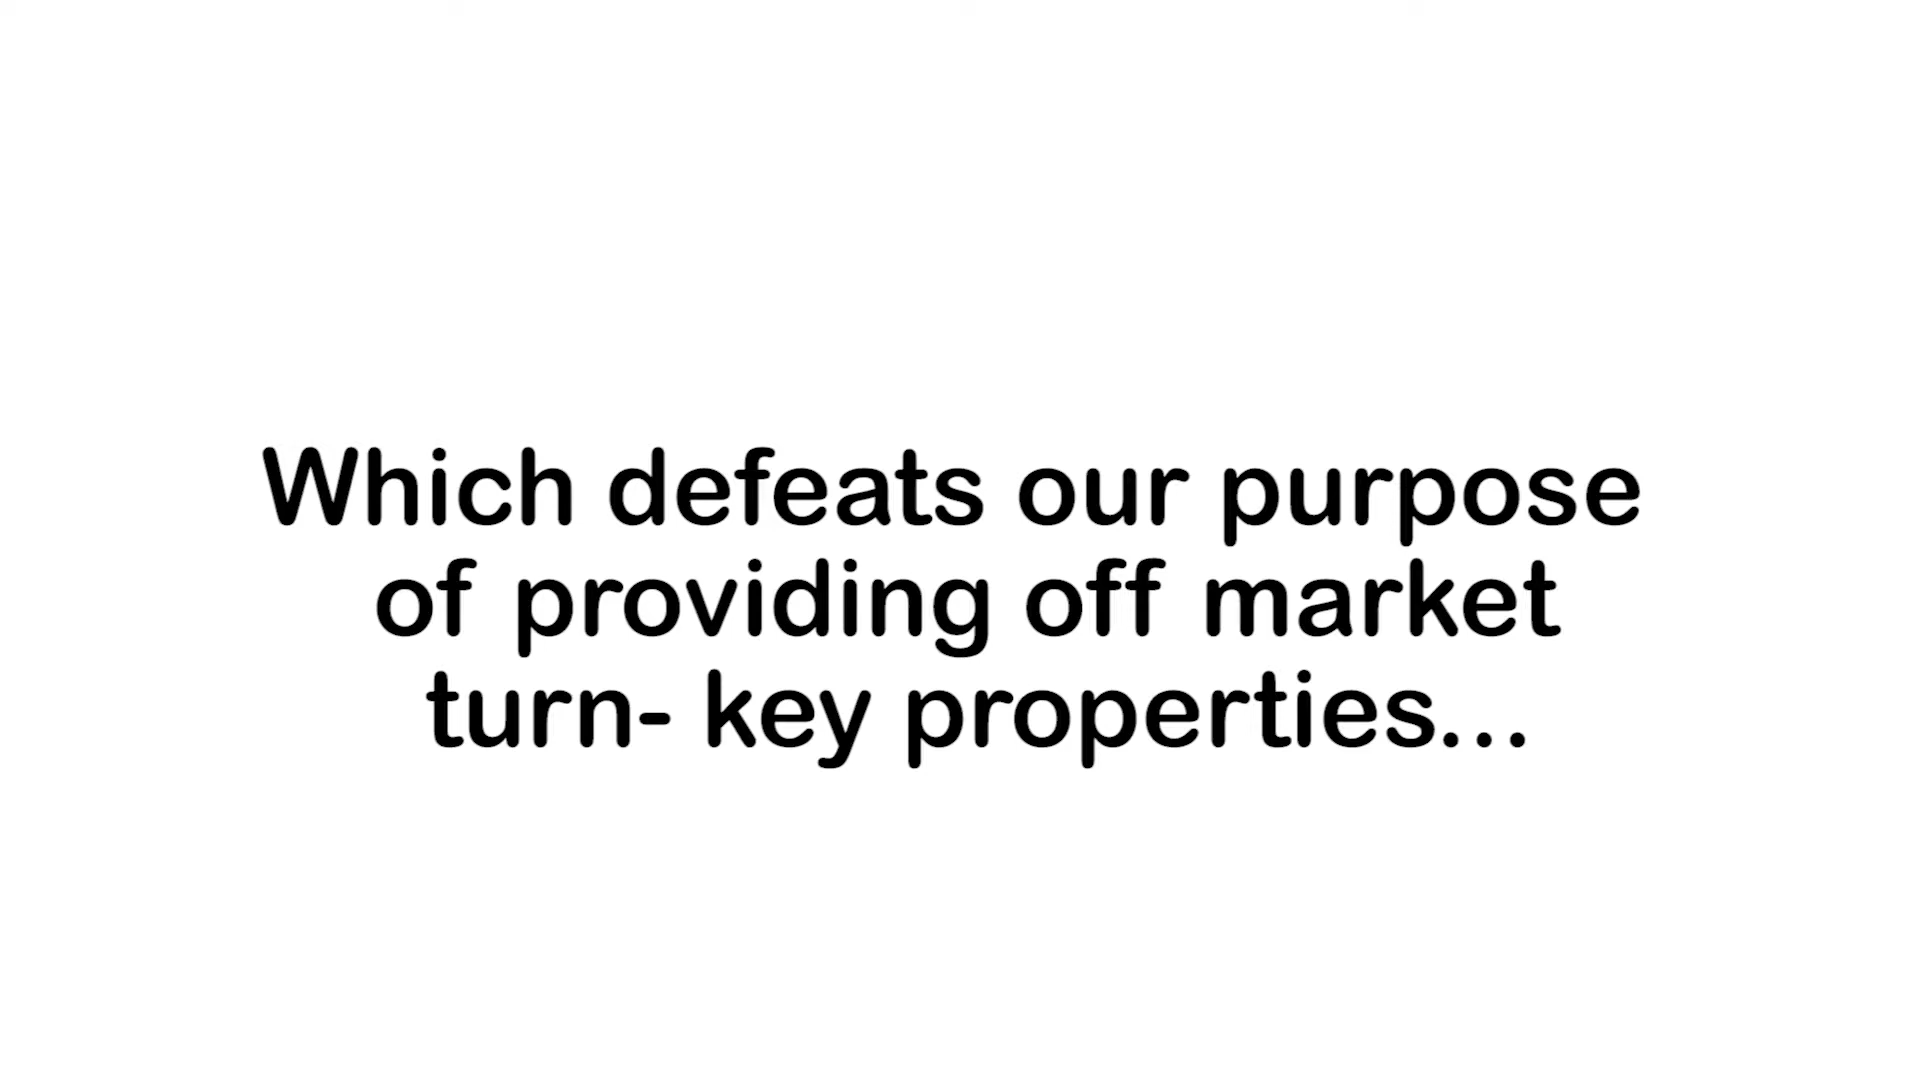 Which defeats our purpose
of providing off market
turn- key properties...